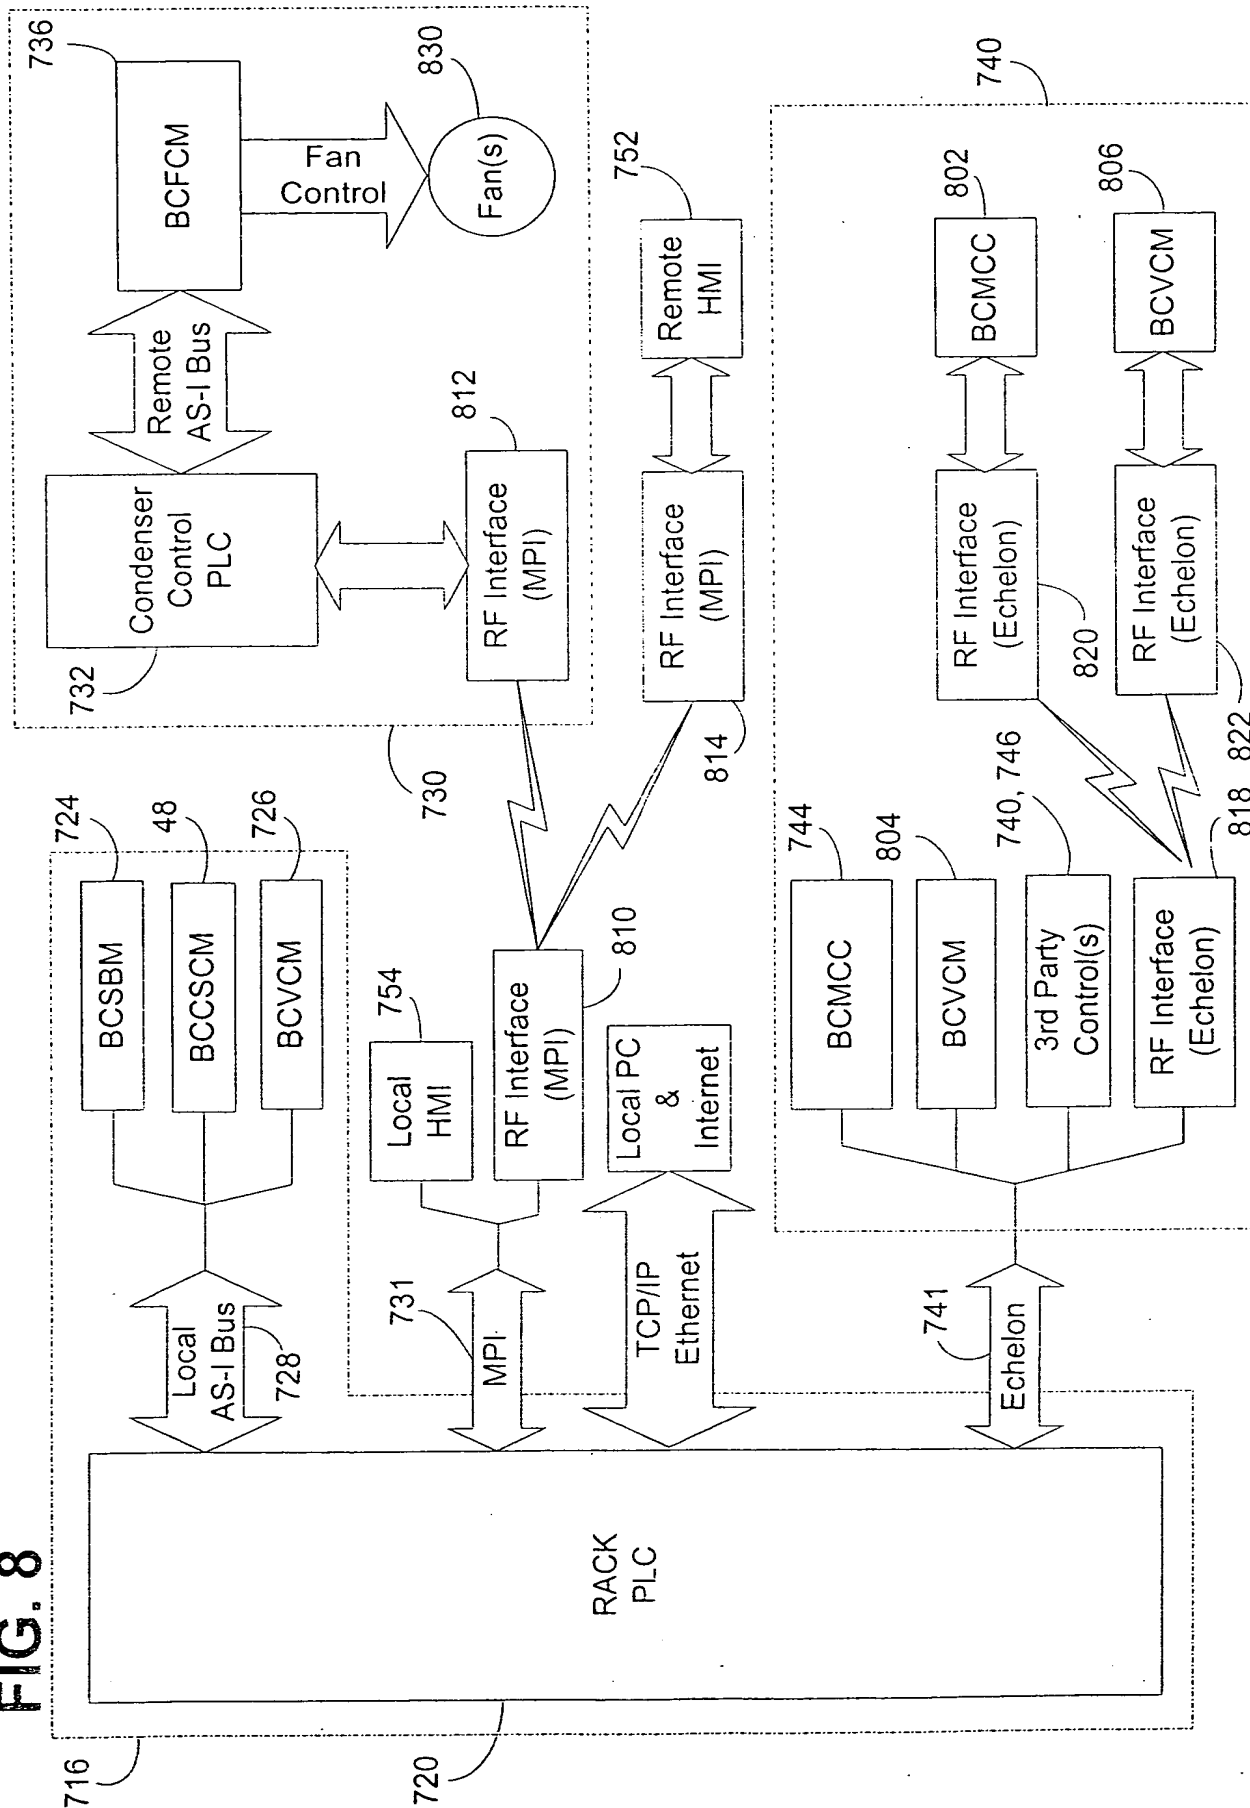 FIG. 8
716
720
RACK
PLC
Local
AS-I Bus
728
724
BCSBM
48
BCCSCM
726
BCVCM
731
MPI
754
Local
HMI
RF Interface
(MPI)
810
TCP/IP
Ethernet
Local PC
&
Internet
741
Echelon
744
BCMCC
804
BCVCM
740, 746
3rd Party
Control(s)
818
RF Interface
(Echelon)
730
732
Condenser
Control
PLC
Remote
AS-I Bus
736
BCFCM
Fan
Control
830
Fan(s)
812
RF Interface
(MPI)
814
RF Interface
(MPI)
752
Remote
HMI
740
820
RF Interface
(Echelon)
802
BCMCC
822
RF Interface
(Echelon)
806
BCVCM